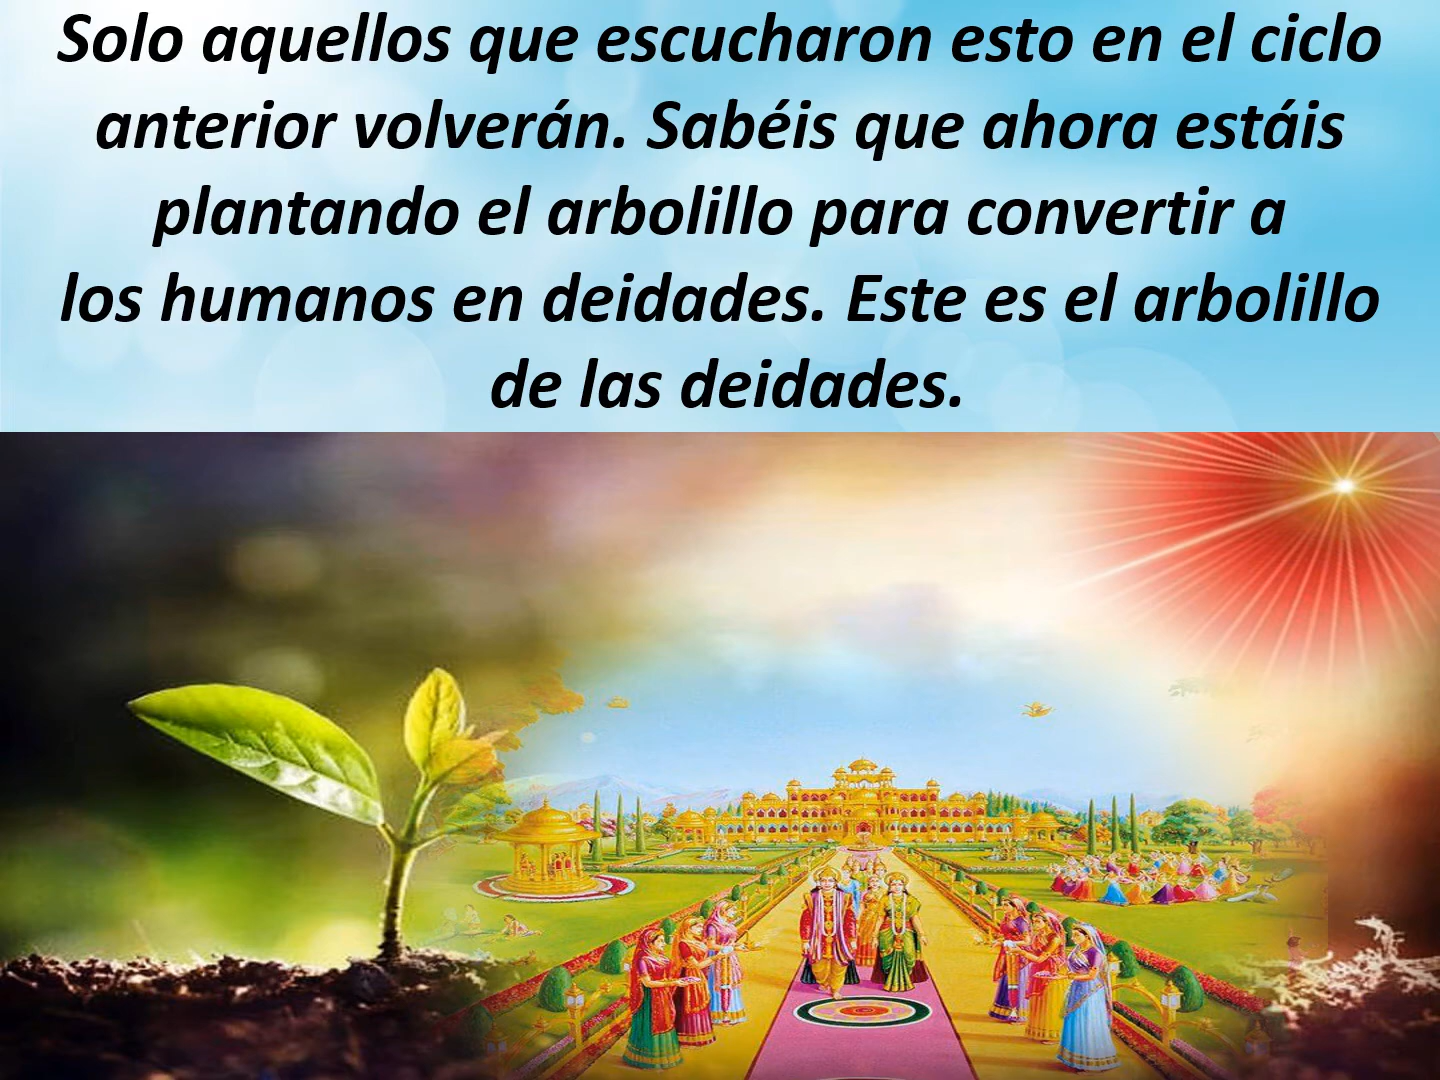 Solo aquellos que escucharon esto en el ciclo
anterior volverán. Sabéis que ahora estáis
plantando el arbolillo para convertir a
los humanos en deidades. Este es el arbolillo
de las deidades.